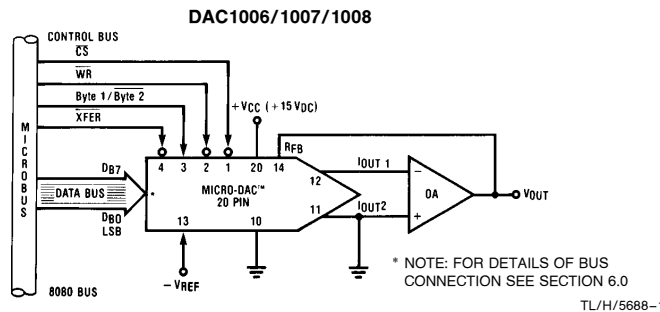 DAC1006/1007/1008
CONTROL BUS
CS
WR
Byte 1/Byte 2
XFER
+VCC (+15 VDC)
RFB
4 3 2 1 20 14
MICROBUS
DB7
DATA BUS
DB0
LSB
*
MICRO-DAC™
20 PIN
12
11
13
10
IOUT 1
IOUT2
−
+
OA
VOUT
−VREF
8080 BUS
* NOTE: FOR DETAILS OF BUS
CONNECTION SEE SECTION 6.0
TL/H/5688–